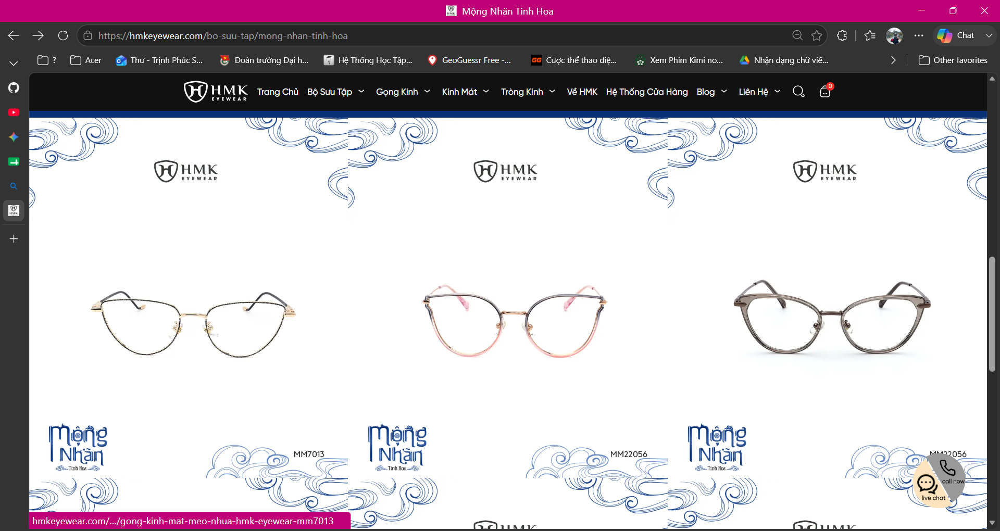 Mộng Nhãn Tinh Hoa
https://hmkeyewear.com/bo-suu-tap/mong-nhan-tinh-hoa
Chat
?
Acer
Thư - Trịnh Phúc S...
Đoàn trường Đại h...
Hệ Thống Học Tập...
GeoGuessr Free -...
GG
Cược thể thao điệ...
Xem Phim Kimi no...
Nhận dạng chữ viế...
Other favorites
HMK
EYEWEAR
Trang Chủ
Bộ Sưu Tập
Gọng Kính
Kính Mát
Tròng Kính
Về HMK
Hệ Thống Cửa Hàng
Blog
Liên Hệ
0
HMK
EYEWEAR
HMK
EYEWEAR
HMK
EYEWEAR
Mộng
Nhãn
Tinh Hoa
MM7013
Mộng
Nhãn
Tinh Hoa
MM22056
Mộng
Nhãn
Tinh Hoa
MM22056
call now
live chat
HMK
HMK
hmkeyewear.com/.../gong-kinh-mat-meo-nhua-hmk-eyewear-mm7013